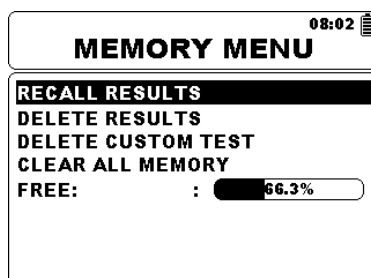 08:02
MEMORY MENU
RECALL RESULTS
DELETE RESULTS
DELETE CUSTOM TEST
CLEAR ALL MEMORY
FREE: : 66.3%